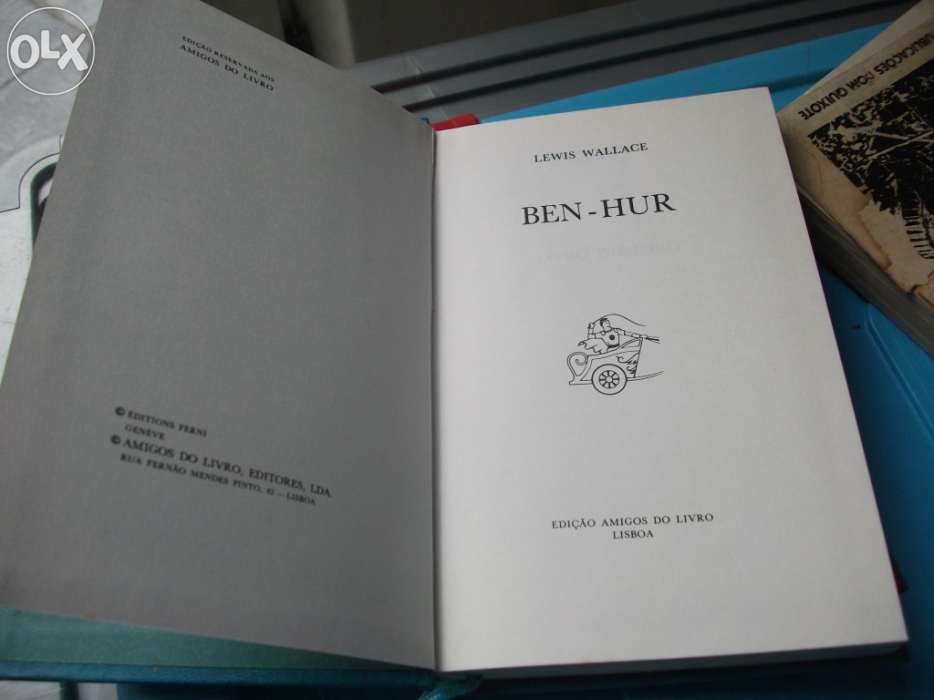 OLX
EDIÇÃO RESERVADA AOS
AMIGOS DO LIVRO
© EDITIONS FERNI
GENÈVE
© AMIGOS DO LIVRO, EDITORES, LDA.
RUA FERNÃO MENDES PINTO, 42 — LISBOA
LEWIS WALLACE
BEN-HUR
EDIÇÃO AMIGOS DO LIVRO
LISBOA
PUBLICAÇÕES DOM QUIXOTE